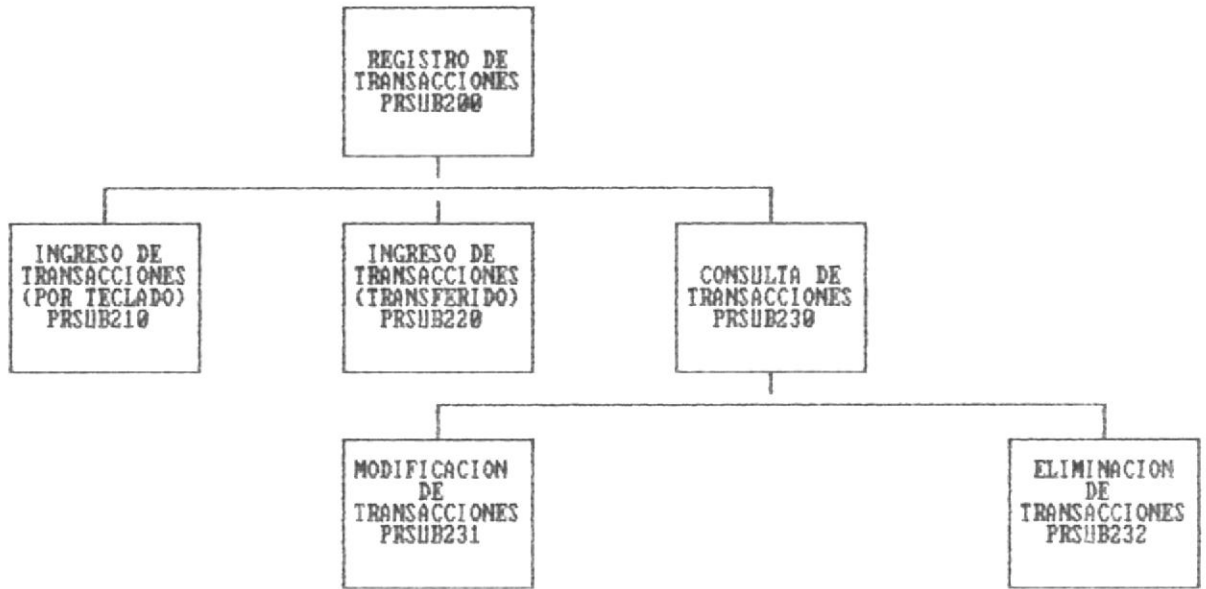 REGISTRO DE
TRANSACCIONES
PRSUB200
INGRESO DE
TRANSACCIONES
(POR TECLADO)
PRSUB210
INGRESO DE
TRANSACCIONES
(TRANSFERIDO)
PRSUB220
CONSULTA DE
TRANSACCIONES
PRSUB230
MODIFICACION
DE
TRANSACCIONES
PRSUB231
ELIMINACION
DE
TRANSACCIONES
PRSUB232